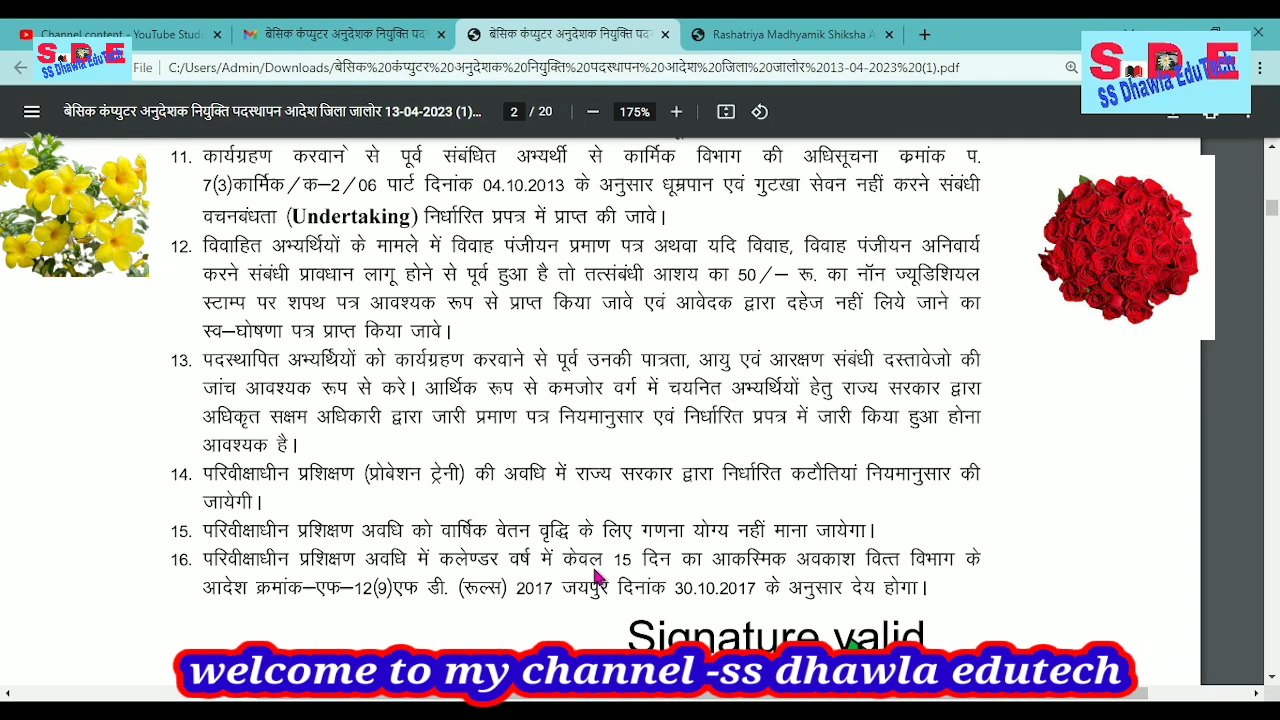 Channel content - YouTube Stud
बेसिक कंप्युटर अनुदेशक नियुक्ति पदन
बेसिक कंप्युटर अनुदेशक नियुक्ति पदन
Rashatriya Madhyamik Shiksha A
S D E
SS Dhawla EduTech
File C:/Users/Admin/Downloads/बेसिक%20कंप्युटर%20अनुदेशक%20नियुक्ति%20पदस्थापन%20आदेश%20जिला%20जालोर%2013-04-2023%20(1).pdf
S D E
SS Dhawla EduTech
बेसिक कंप्युटर अनुदेशक नियुक्ति पदस्थापन आदेश जिला जालोर 13-04-2023 (1)... 2 / 20 175%
11. कार्यग्रहण करवाने से पूर्व संबंधित अभ्यर्थी से कार्मिक विभाग की अधिसूचना क्रमांक प.
7(3)कार्मिक/क–2/06 पार्ट दिनांक 04.10.2013 के अनुसार धूम्रपान एवं गुटखा सेवन नहीं करने संबंधी
वचनबंधता (Undertaking) निर्धारित प्रपत्र में प्राप्त की जावे।
12. विवाहित अभ्यर्थियों के मामले में विवाह पंजीयन प्रमाण पत्र अथवा यदि विवाह, विवाह पंजीयन अनिवार्य
करने संबंधी प्रावधान लागू होने से पूर्व हुआ है तो तत्संबंधी आशय का 50/– रू. का नॉन ज्यूडिशियल
स्टाम्प पर शपथ पत्र आवश्यक रूप से प्राप्त किया जावे एवं आवेदक द्वारा दहेज नहीं लिये जाने का
स्व–घोषणा पत्र प्राप्त किया जावे।
13. पदस्थापित अभ्यर्थियों को कार्यग्रहण करवाने से पूर्व उनकी पात्रता, आयु एवं आरक्षण संबंधी दस्तावेजो की
जांच आवश्यक रूप से करे। आर्थिक रूप से कमजोर वर्ग में चयनित अभ्यर्थियों हेतु राज्य सरकार द्वारा
अधिकृत सक्षम अधिकारी द्वारा जारी प्रमाण पत्र नियमानुसार एवं निर्धारित प्रपत्र में जारी किया हुआ होना
आवश्यक है।
14. परिवीक्षाधीन प्रशिक्षण (प्रोबेशन ट्रेनी) की अवधि में राज्य सरकार द्वारा निर्धारित कटौतियां नियमानुसार की
जायेगी।
15. परिवीक्षाधीन प्रशिक्षण अवधि को वार्षिक वेतन वृद्धि के लिए गणना योग्य नहीं माना जायेगा।
16. परिवीक्षाधीन प्रशिक्षण अवधि में कलेण्डर वर्ष में केवल 15 दिन का आकस्मिक अवकाश वित्त विभाग के
आदेश क्रमांक–एफ–12(9)एफ डी. (रूल्स) 2017 जयपुर दिनांक 30.10.2017 के अनुसार देय होगा।
Signature valid
welcome to my channel -ss dhawla edutech